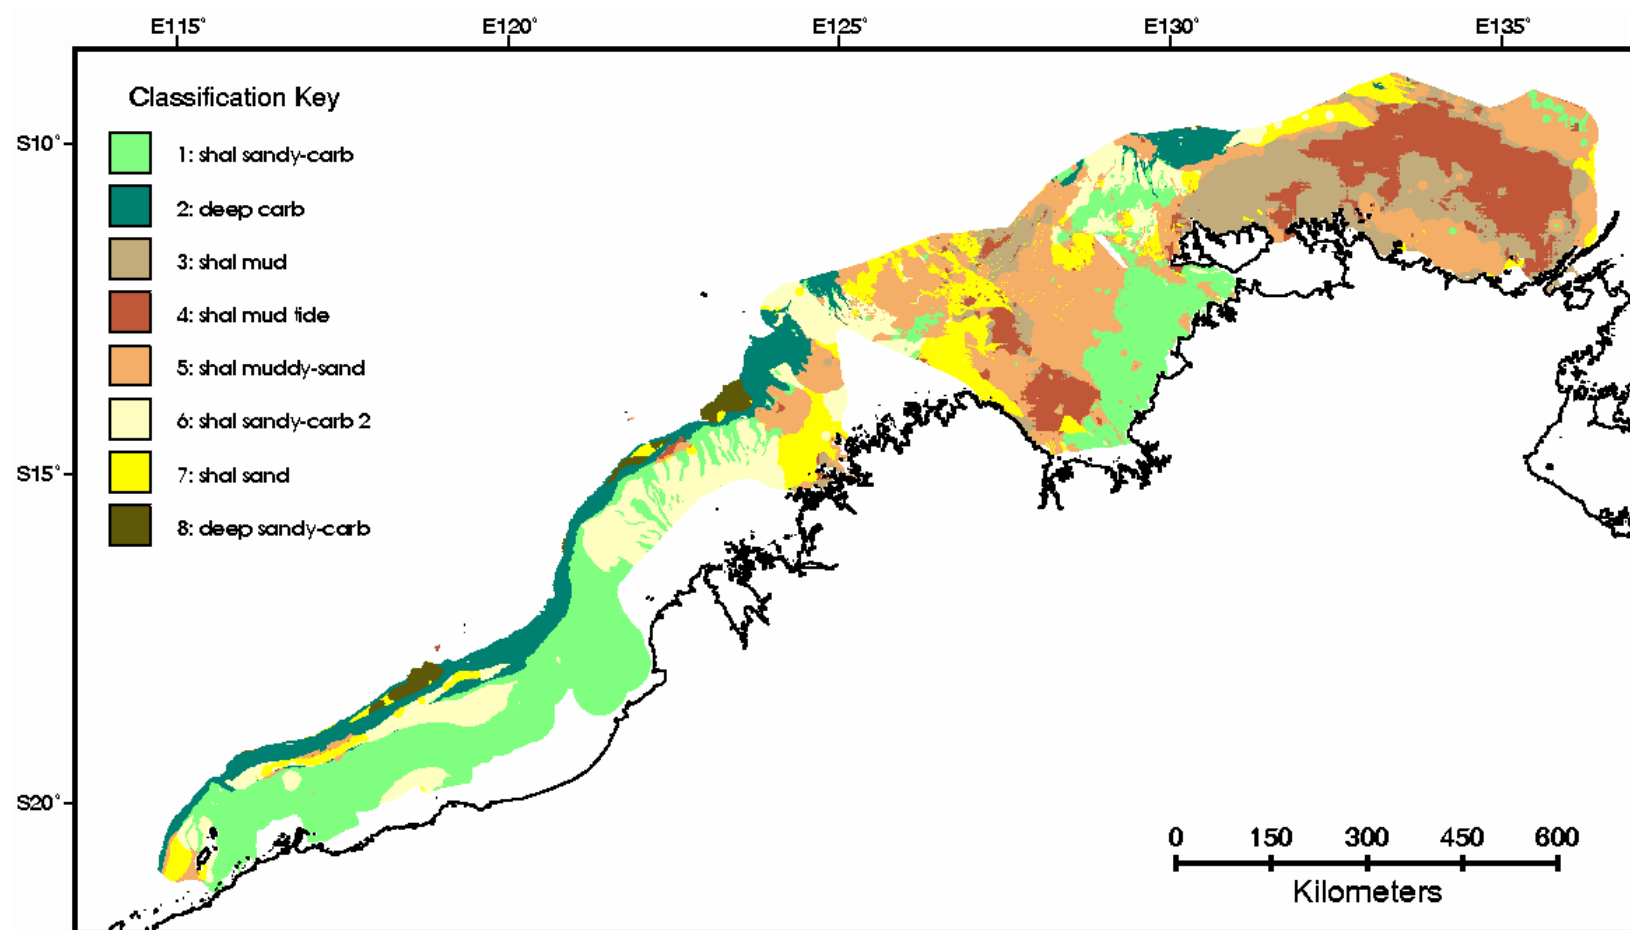 E115° E120° E125° E130° E135°
Classification Key
S10°
1: shal sandy-carb
2: deep carb
3: shal mud
4: shal mud tide
5: shal muddy-sand
6: shal sandy-carb 2
S15°
7: shal sand
8: deep sandy-carb
S20°
0 150 300 450 600
Kilometers